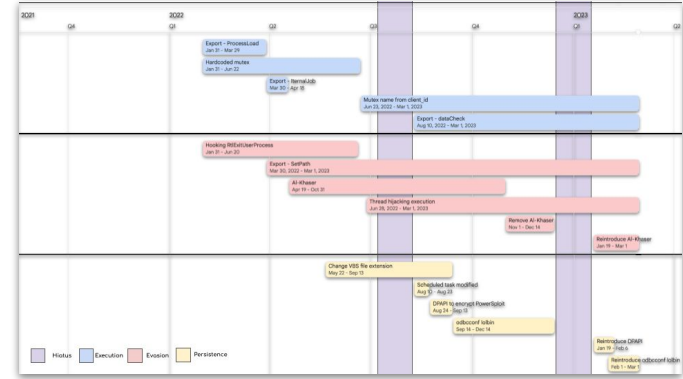 2021
2022
2023
Q4
Q1
Q2
Q3
Q4
Q1
Q2
Export - ProcessLoad
Jan 31 - Mar 29
Hardcoded mutex
Jan 31 - Jun 22
Export - KernelJob
Mar 30 - Apr 18
Mutex name from client_id
Jun 23, 2022 - Mar 1, 2023
Export - dataCheck
Aug 10, 2022 - Mar 1, 2023
Hooking RtlExitUserProcess
Jan 31 - Jun 20
Export - SetPath
Mar 30, 2022 - Mar 1, 2023
Al-Khaser
Apr 19 - Oct 31
Thread hijacking execution
Jun 28, 2022 - Mar 1, 2023
Remove Al-Khaser
Nov 1 - Dec 14
Reintroduce Al-Khaser
Jan 19 - Mar 1
Change VBS file extension
May 22 - Sep 13
Scheduled task modified
Aug 10 - Aug 23
DPAPI to encrypt PowerSploit
Aug 24 - Sep 13
odbcconf lolbin
Sep 14 - Dec 14
Reintroduce DPAPI
Jan 19 - Feb 6
Reintroduce odbcconf lolbin
Feb 1 - Mar 1
Hiatus
Execution
Evasion
Persistence